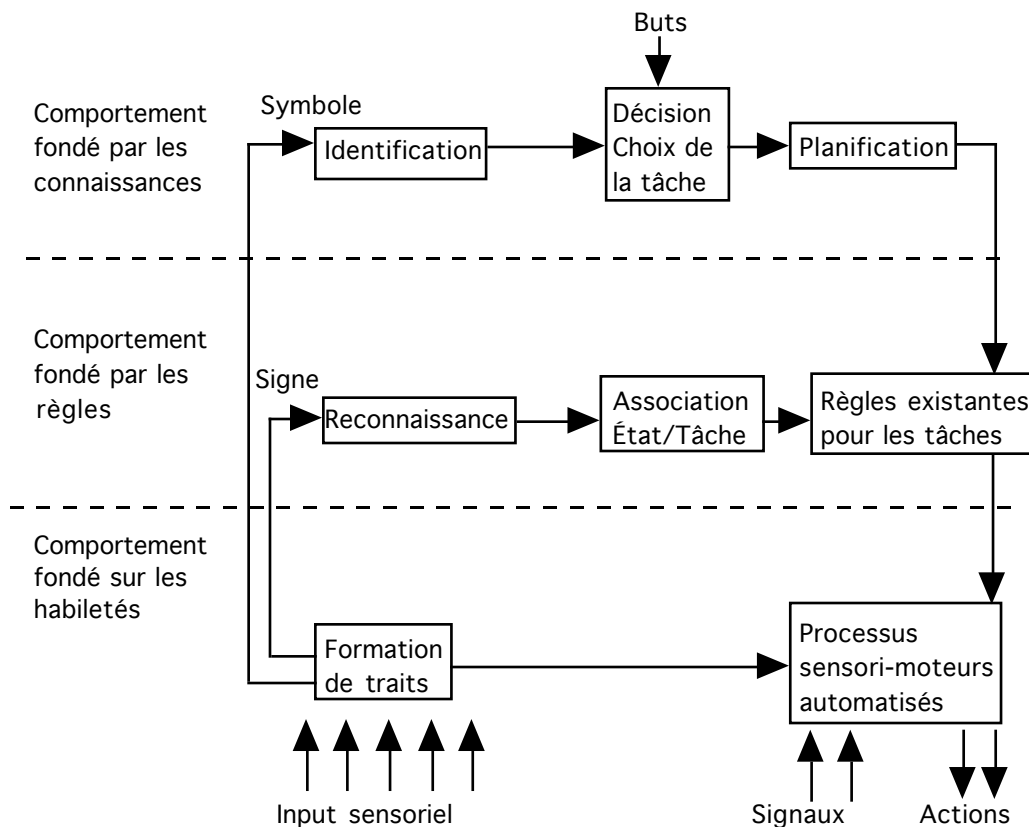 Buts
Comportement
fondé par les
connaissances
Symbole
Identification
Décision
Choix de
la tâche
Planification
Comportement
fondé par les
règles
Signe
Reconnaissance
Association
État/Tâche
Règles existantes
pour les tâches
Comportement
fondé sur les
habiletés
Formation
de traits
Processus
sensori-moteurs
automatisés
Input sensoriel
Signaux
Actions